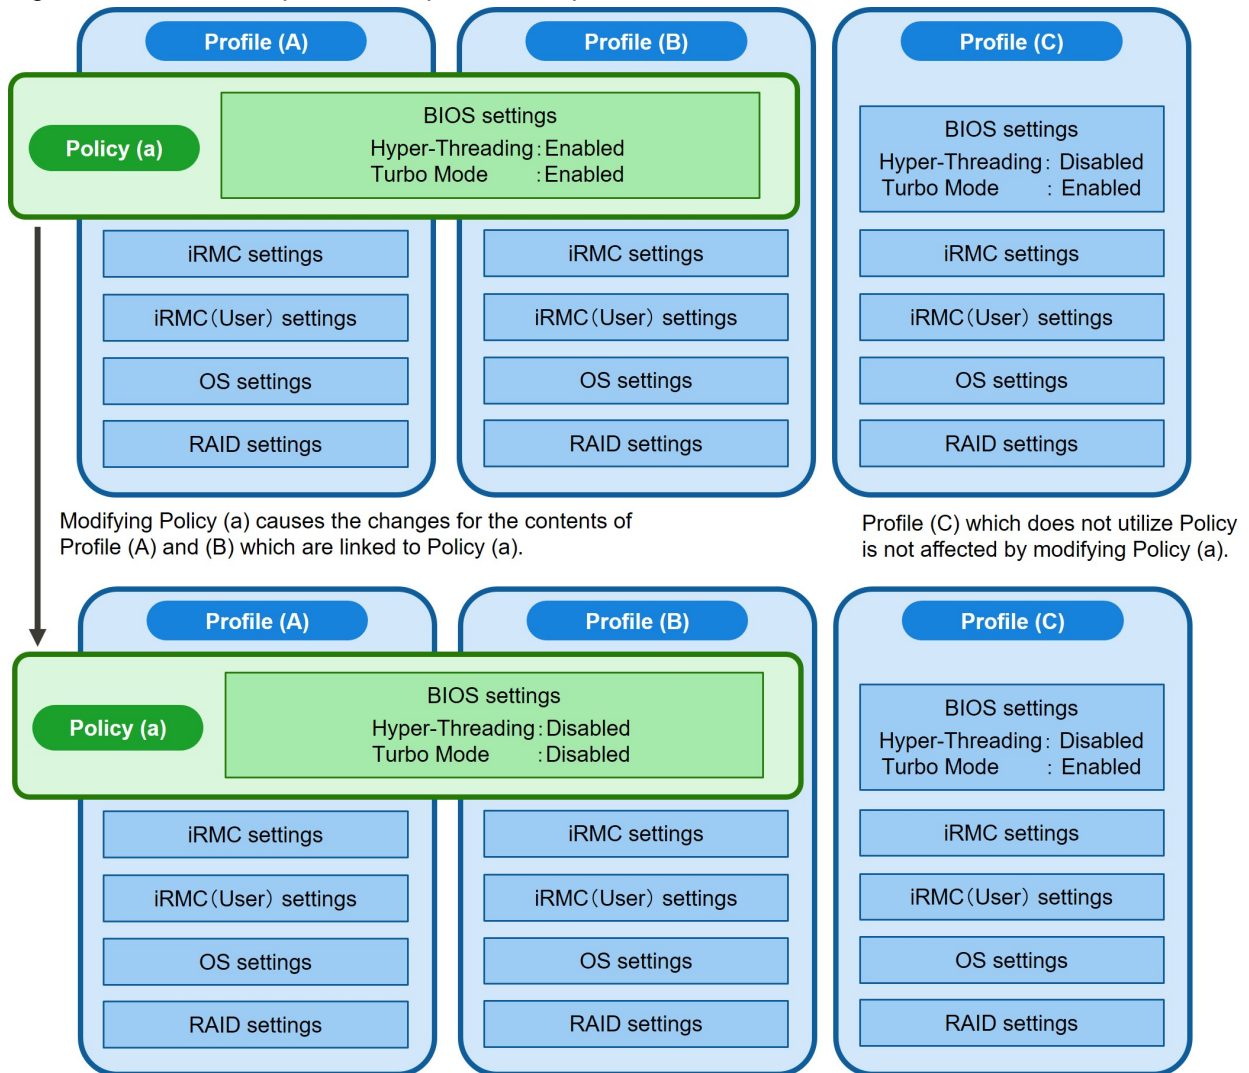 Profile (A)
Profile (B)
Profile (C)
Policy (a)
BIOS settings
Hyper-Threading：Enabled
Turbo Mode ：Enabled
BIOS settings
Hyper-Threading： Disabled
Turbo Mode ： Enabled
iRMC settings
iRMC settings
iRMC settings
iRMC（User） settings
iRMC（User） settings
iRMC（User） settings
OS settings
OS settings
OS settings
RAID settings
RAID settings
RAID settings
Modifying Policy (a) causes the changes for the contents of
Profile (A) and (B) which are linked to Policy (a).
Profile (C) which does not utilize Policy
is not affected by modifying Policy (a).
Profile (A)
Profile (B)
Profile (C)
Policy (a)
BIOS settings
Hyper-Threading：Disabled
Turbo Mode ：Disabled
BIOS settings
Hyper-Threading： Disabled
Turbo Mode ： Enabled
iRMC settings
iRMC settings
iRMC settings
iRMC（User） settings
iRMC（User） settings
iRMC（User） settings
OS settings
OS settings
OS settings
RAID settings
RAID settings
RAID settings